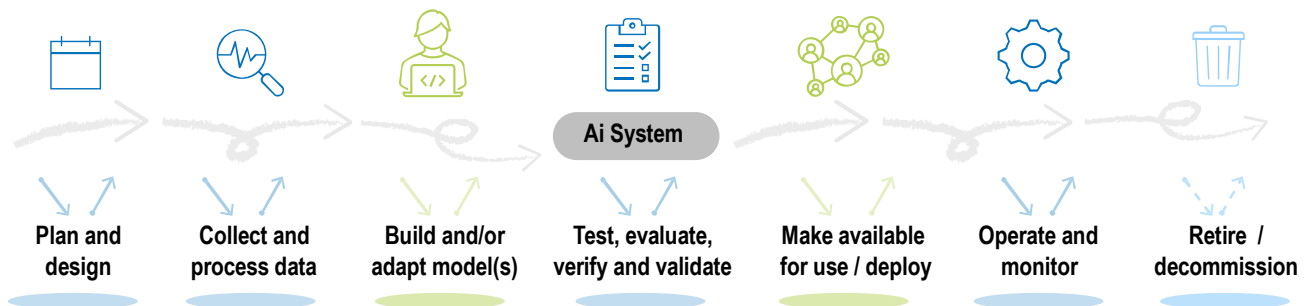 </>
Ai System
Plan and
design
Collect and
process data
Build and/or
adapt model(s)
Test, evaluate,
verify and validate
Make available
for use / deploy
Operate and
monitor
Retire /
decommission